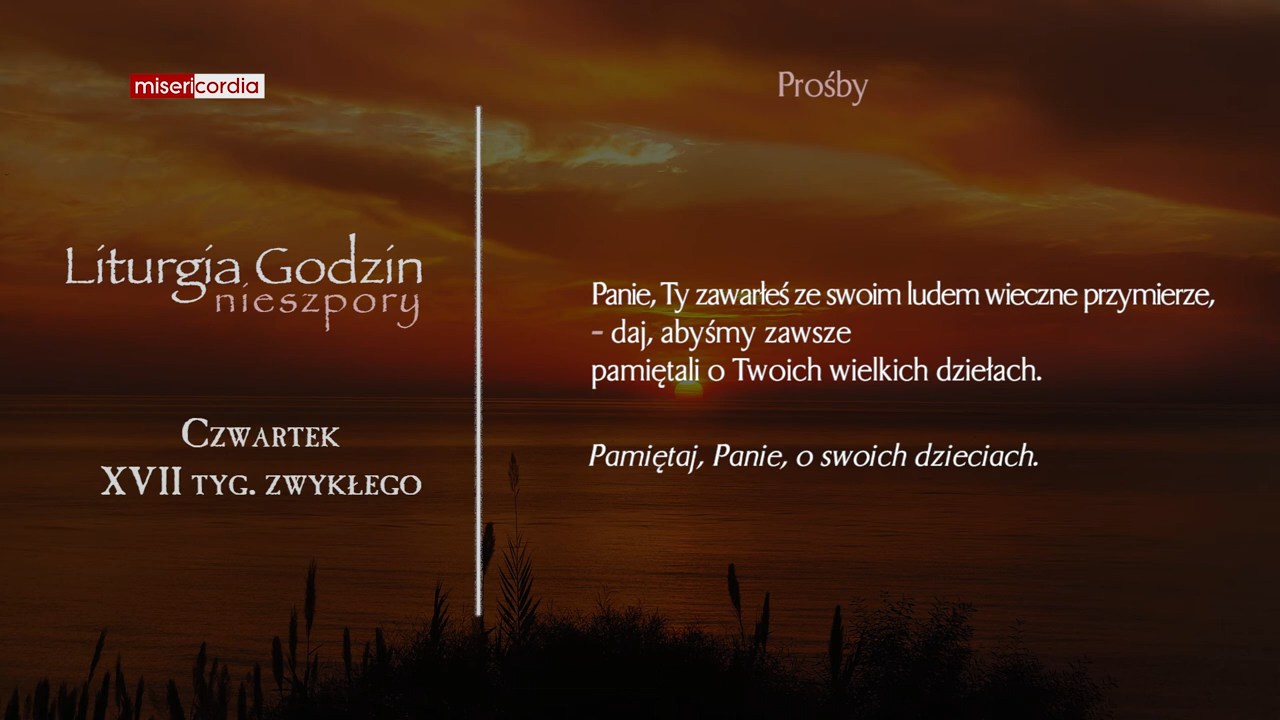 misericordia
Prośby
Liturgia Godzin
nieszpory
Panie, Ty zawarłeś ze swoim ludem wieczne przymierze,
- daj, abyśmy zawsze
pamiętali o Twoich wielkich dziełach.
Czwartek
XVII tyg. zwykłego
Pamiętaj, Panie, o swoich dzieciach.